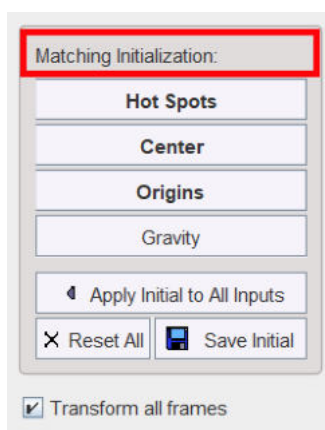 Matching Initialization:
Hot Spots
Center
Origins
Gravity
Apply Initial to All Inputs
Reset All Save Initial
Transform all frames